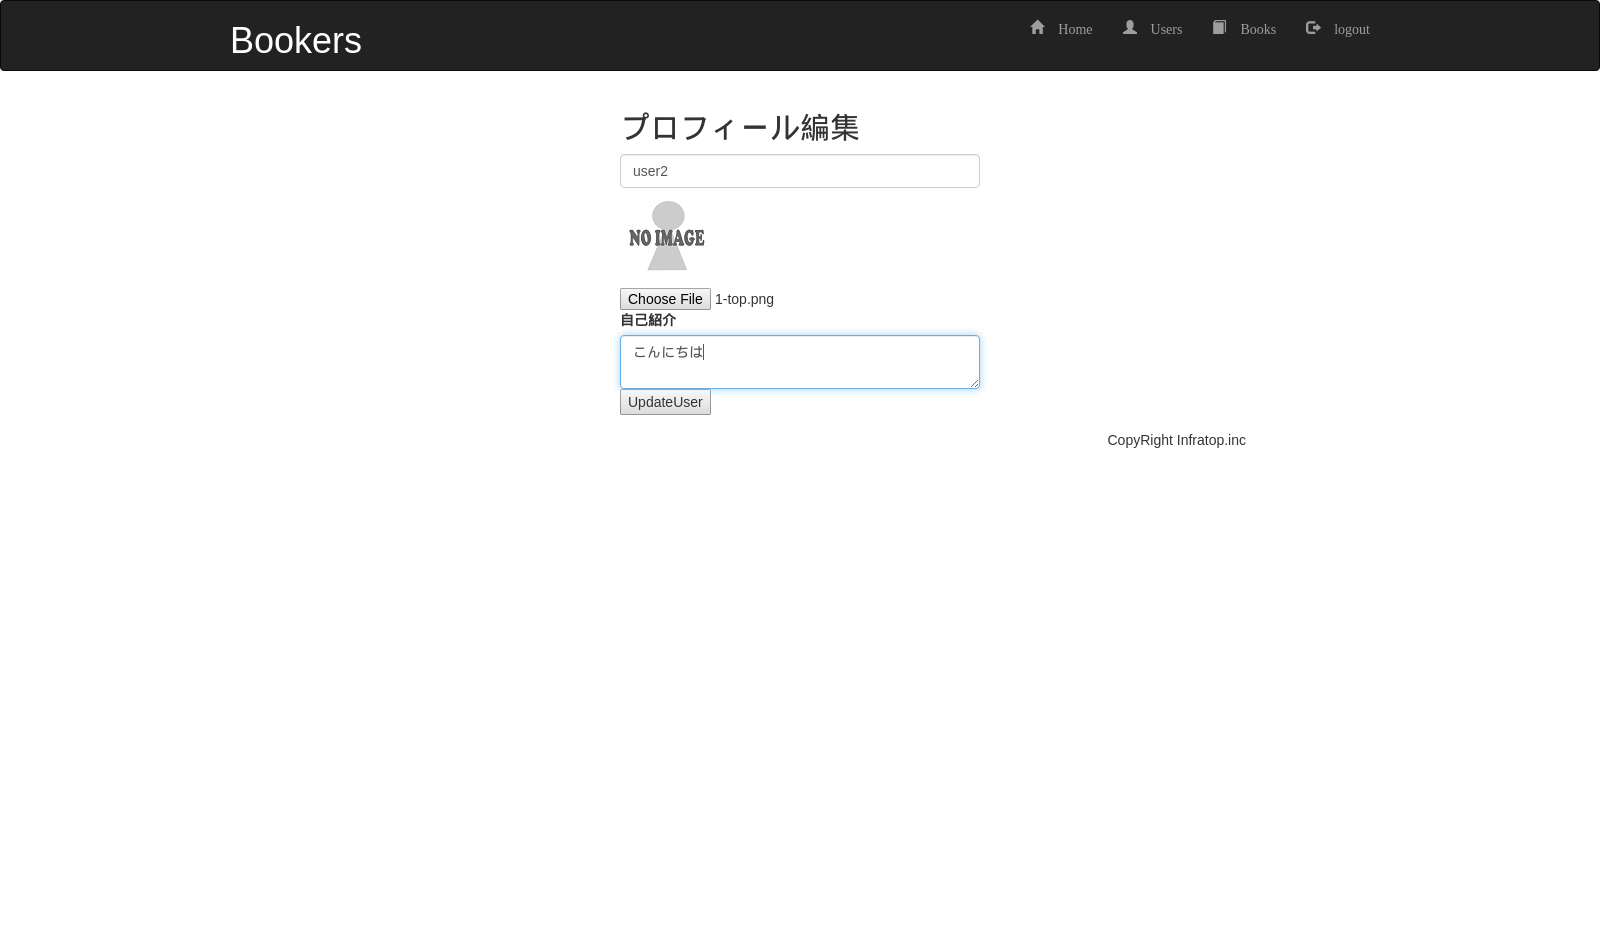 Bookers
Home Users Books logout
プロフィール編集
user2
NO IMAGE
Choose File 1-top.png
自己紹介
こんにちは
UpdateUser
CopyRight Infratop.inc